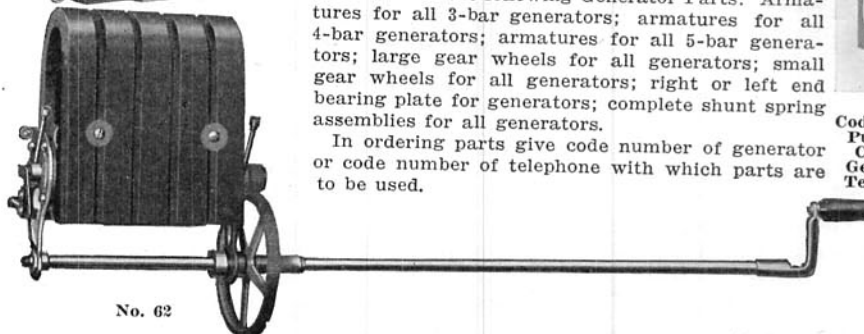 Generator Parts: Arma-
tures for all 3-bar generators; armatures for all
4-bar generators; armatures for all 5-bar genera-
tors; large gear wheels for all generators; small
gear wheels for all generators; right or left end
bearing plate for generators; complete shunt spring
assemblies for all generators.
In ordering parts give code number of generator
or code number of telephone with which parts are
to be used.
No. 62